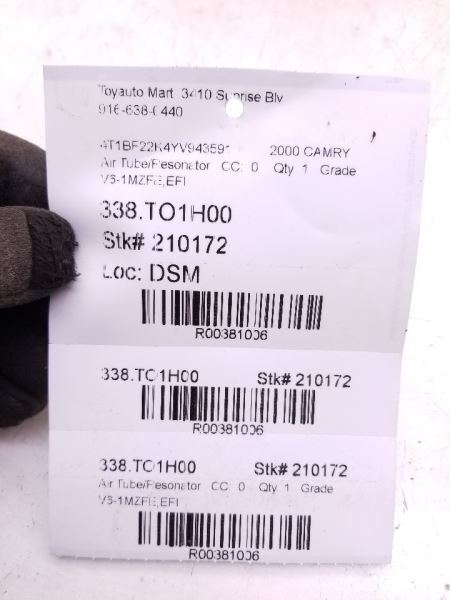 Toyauto Mart 3410 Sunrise Blv
916-638-0440
4T1BF22K4YV943591 2000 CAMRY
Air Tube/Resonator CC: 0 Qty 1 Grade
V6-1MZFE,EFI
338.TO1H00
Stk# 210172
Loc: DSM
R00381006
338.TO1H00 Stk# 210172
R00381006
338.TO1H00 Stk# 210172
Air Tube/Resonator CC: 0 Qty 1 Grade
V6-1MZFE,EFI
R00381006